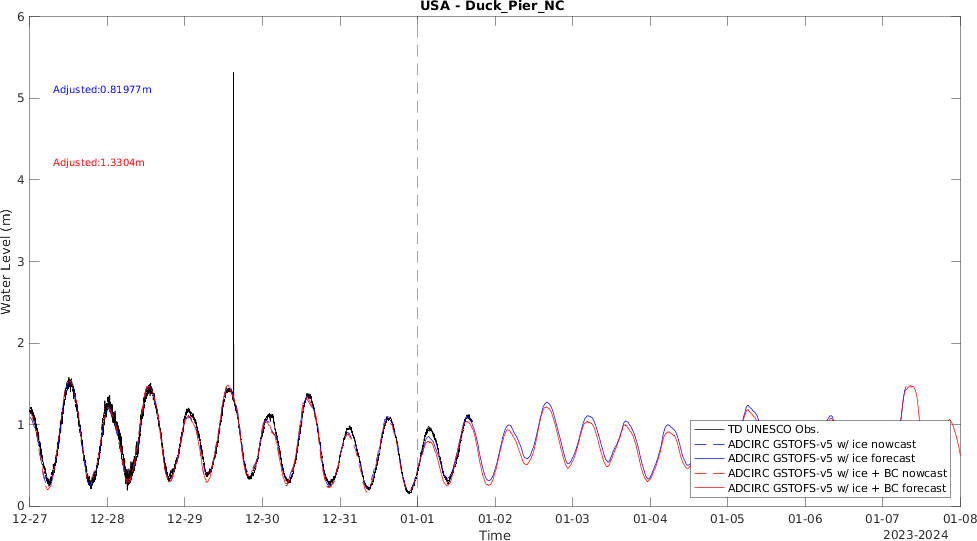 USA - Duck_Pier_NC
6
5
4
3
2
1
0
Water Level (m)
Adjusted:0.81977m
Adjusted:1.3304m
TD UNESCO Obs.
ADCIRC GSTOFS-v5 w/ ice nowcast
ADCIRC GSTOFS-v5 w/ ice forecast
ADCIRC GSTOFS-v5 w/ ice + BC nowcast
ADCIRC GSTOFS-v5 w/ ice + BC forecast
12-27 12-28 12-29 12-30 12-31 01-01 01-02 01-03 01-04 01-05 01-06 01-07 01-08
Time
2023-2024